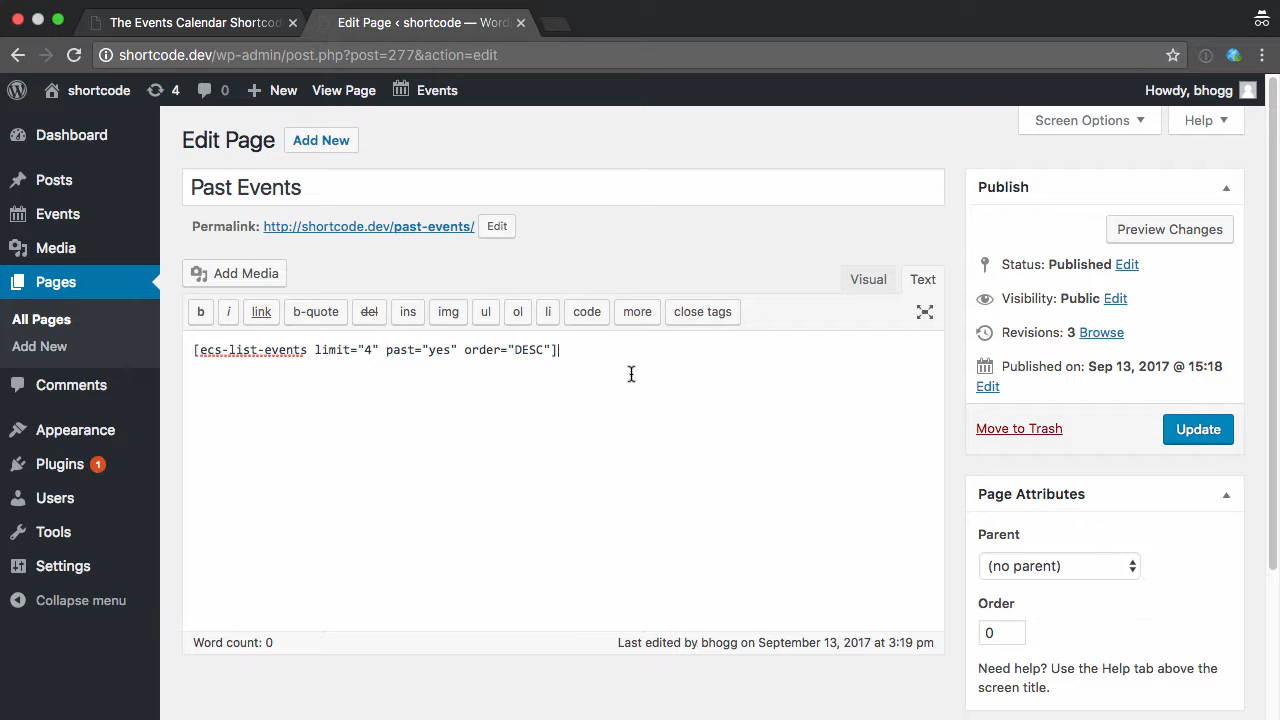 The Events Calendar Shortcod
Edit Page ‹ shortcode — Word
shortcode.dev/wp-admin/post.php?post=277&action=edit
shortcode 4 0 New View Page Events Howdy, bhogg
Screen Options Help
Dashboard
Posts
Events
Media
Pages
All Pages
Add New
Comments
Appearance
Plugins 1
Users
Tools
Settings
Collapse menu
Edit Page Add New
Past Events
Permalink: http://shortcode.dev/past-events/ Edit
Add Media
Visual Text
b i link b-quote del ins img ul ol li code more close tags
[ecs-list-events limit="4" past="yes" order="DESC"]
Word count: 0 Last edited by bhogg on September 13, 2017 at 3:19 pm
Publish
Preview Changes
Status: Published Edit
Visibility: Public Edit
Revisions: 3 Browse
Published on: Sep 13, 2017 @ 15:18
Edit
Move to Trash Update
Page Attributes
Parent
(no parent)
Order
0
Need help? Use the Help tab above the
screen title.